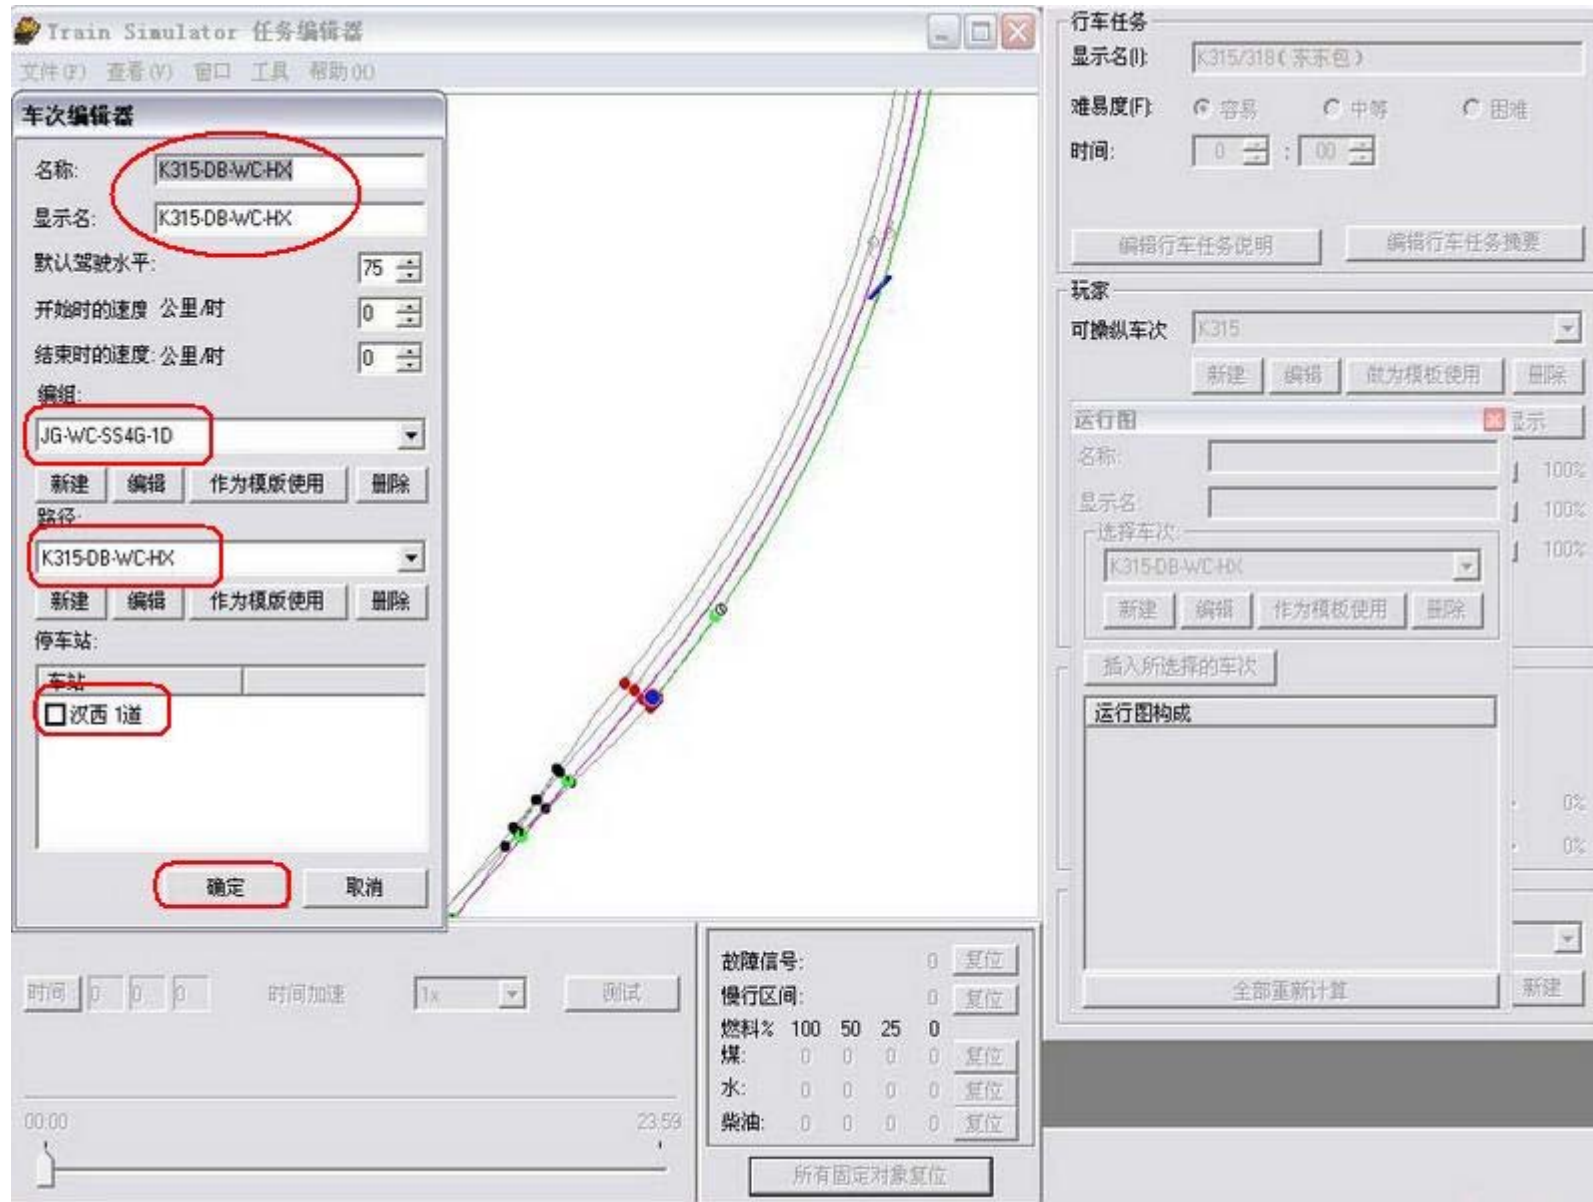 Train Simulator 任务编辑器
文件(F) 查看(V) 窗口 工具 帮助(H)
车次编辑器
名称: K315-DB-WC-HX
显示名: K315-DB-WC-HX
默认驾驶水平: 75
开始时的速度 公里/时 0
结束时的速度: 公里/时 0
编组:
JG-WC-SS4G-1D
新建 编辑 作为模版使用 删除
路径:
K315-DB-WC-HX
新建 编辑 作为模版使用 删除
停车站:
车站
汉西 1道
确定 取消
时间 0 0 0 时间加速 1x 测试
00:00 23:59
故障信号: 0 复位
慢行区间: 0 复位
燃料% 100 50 25 0
煤: 0 0 0 0 复位
水: 0 0 0 0 复位
柴油: 0 0 0 0 复位
所有固定对象复位
行车任务
显示名(I): K315/318(东东包)
难易度(F): 容易 中等 困难
时间: 0 : 00
编辑行车任务说明 编辑行车任务摘要
玩家
可操纵车次 K315
新建 编辑 做为模板使用 删除
运行图
显示
名称:
100%
显示名:
100%
选择车次:
100%
K315-DB-WC-HX
新建 编辑 作为模板使用 删除
插入所选择的车次
运行图构成
0%
0%
全部重新计算 新建